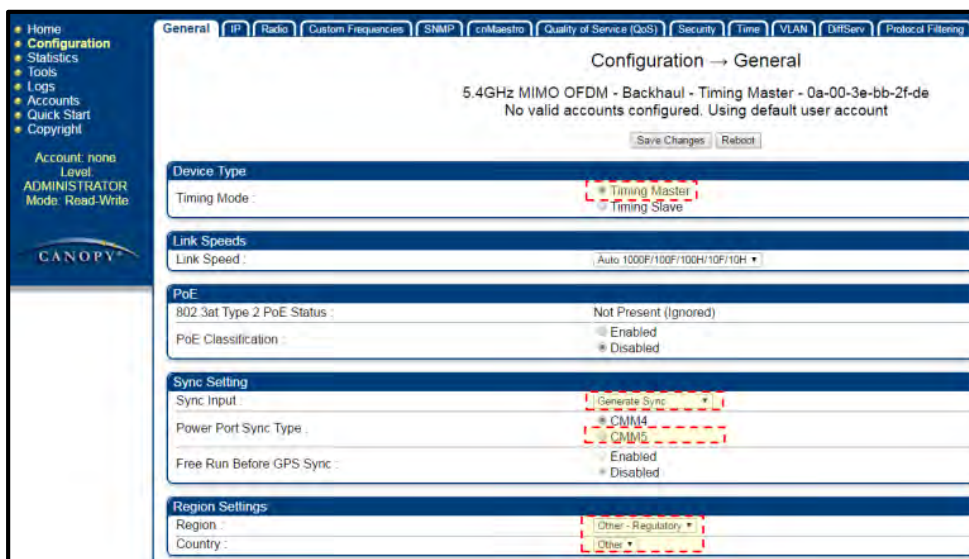 Home
Configuration
Statistics
Tools
Logs
Accounts
Quick Start
Copyright
Account: none
Level:
ADMINISTRATOR
Mode: Read-Write
CANOPY
General IP Radio Custom Frequencies SNMP cnMaestro Quality of Service (QoS) Security Time VLAN DiffServ Protocol Filtering
Configuration → General
5.4GHz MIMO OFDM - Backhaul - Timing Master - 0a-00-3e-bb-2f-de
No valid accounts configured. Using default user account
Save Changes Reboot
Device Type
Timing Mode : Timing Master
Timing Slave
Link Speeds
Link Speed : Auto 1000F/100F/100H/10F/10H
PoE
802.3at Type 2 PoE Status : Not Present (Ignored)
PoE Classification : Enabled
Disabled
Sync Setting
Sync Input : Generate Sync
Power Port Sync Type : CMM4
CMM5
Free Run Before GPS Sync : Enabled
Disabled
Region Settings
Region : Other - Regulatory
Country : Other